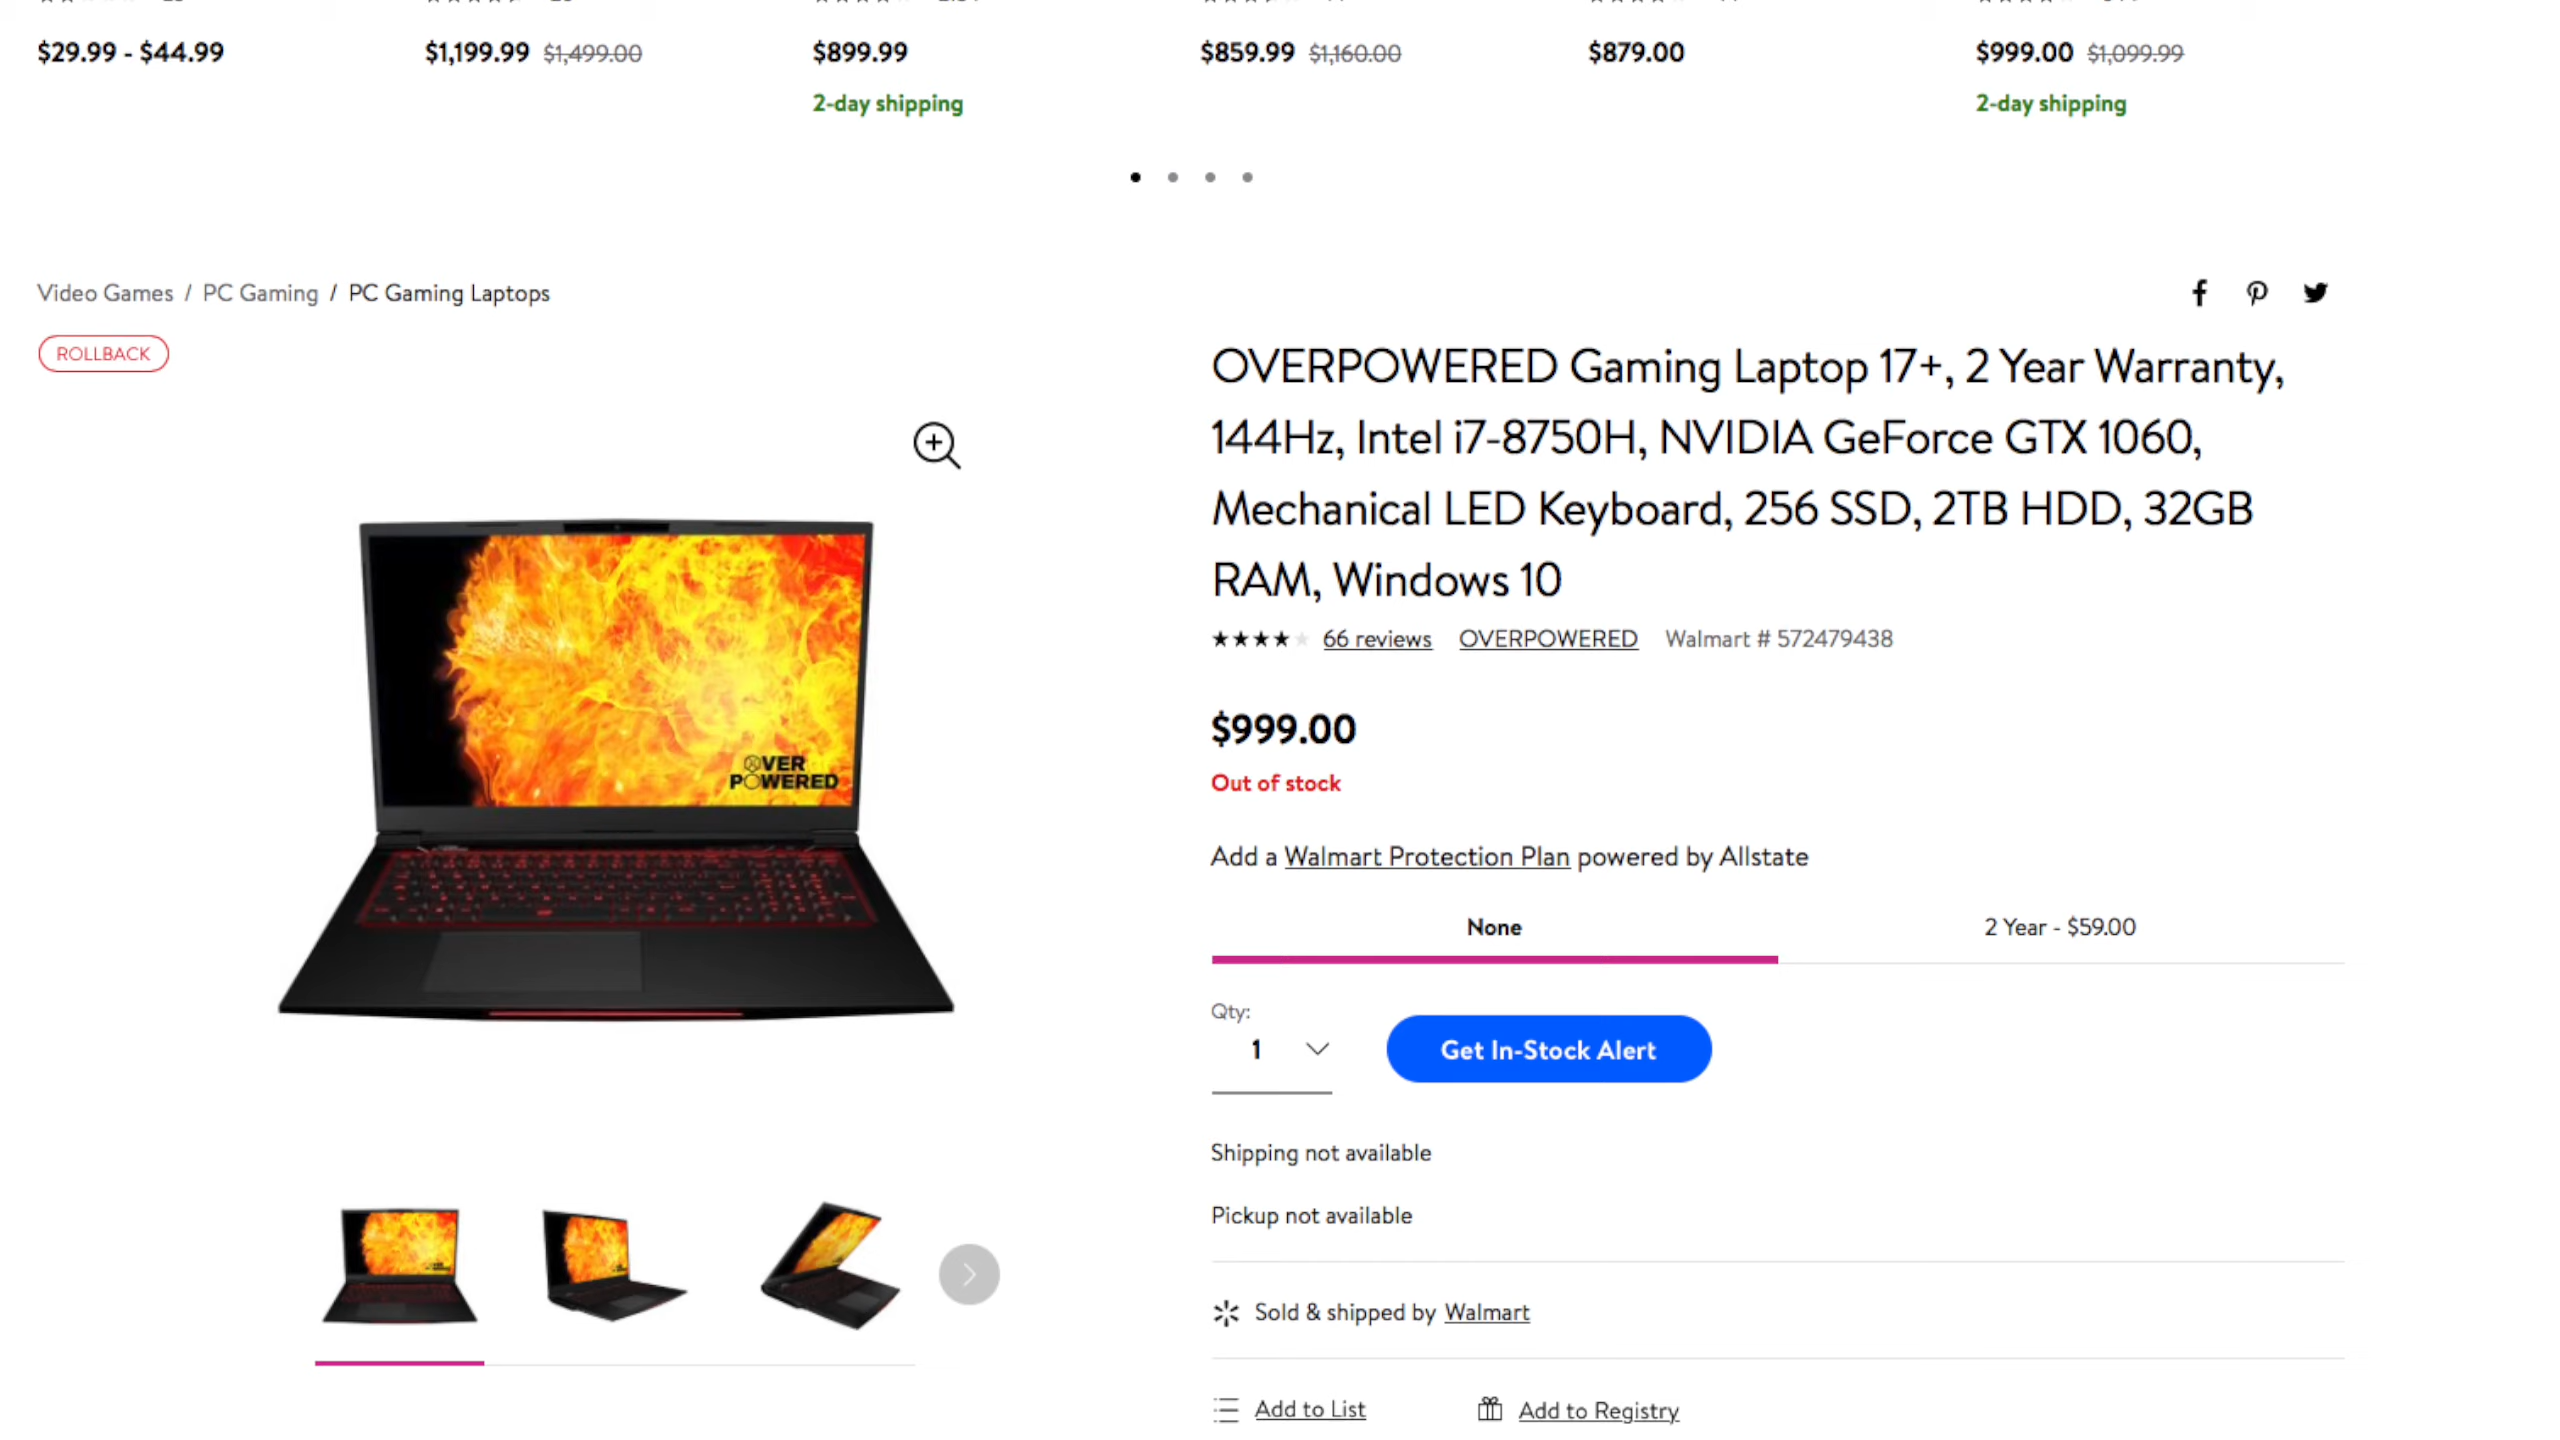 $29.99 - $44.99
$1,199.99 $1,499.00
$899.99
$859.99 $1,160.00
$879.00
$999.00 $1,099.99
2-day shipping
2-day shipping
Video Games / PC Gaming / PC Gaming Laptops
ROLLBACK
OVER
POWERED
OVERPOWERED Gaming Laptop 17+, 2 Year Warranty,
144Hz, Intel i7-8750H, NVIDIA GeForce GTX 1060,
Mechanical LED Keyboard, 256 SSD, 2TB HDD, 32GB
RAM, Windows 10
66 reviews OVERPOWERED Walmart # 572479438
$999.00
Out of stock
Add a Walmart Protection Plan powered by Allstate
None 2 Year - $59.00
Qty:
1
Get In-Stock Alert
Shipping not available
Pickup not available
Sold & shipped by Walmart
Add to List Add to Registry